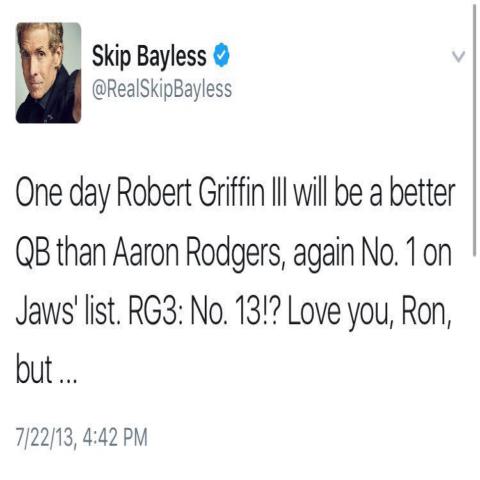 Skip Bayless
@RealSkipBayless
One day Robert Griffin III will be a better
QB than Aaron Rodgers, again No. 1 on
Jaws' list. RG3: No. 13!? Love you, Ron,
but ...
7/22/13, 4:42 PM